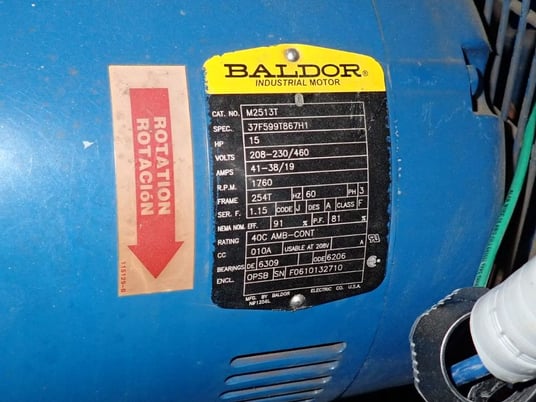 BALDOR®
INDUSTRIAL MOTOR
CAT. NO. M2513T
SPEC. 37F599T867H1
HP 15
VOLTS 208-230/460
AMPS 41-38/19
R.P.M. 1760
FRAME 254T HZ 60 PH 3
SER. F. 1.15 CODE J DES A CLASS F
NEMA NOM. EFF. 91 % P.F. 81 %
RATING 40C AMB-CONT
CC 010A USABLE AT 208V A
BEARINGS DE 6309 ODE 6206
ENCL. OPSB SN F0610132710
MFG. BY BALDOR ELECTRIC CO. U.S.A.
ROTATION
ROTACIÓN